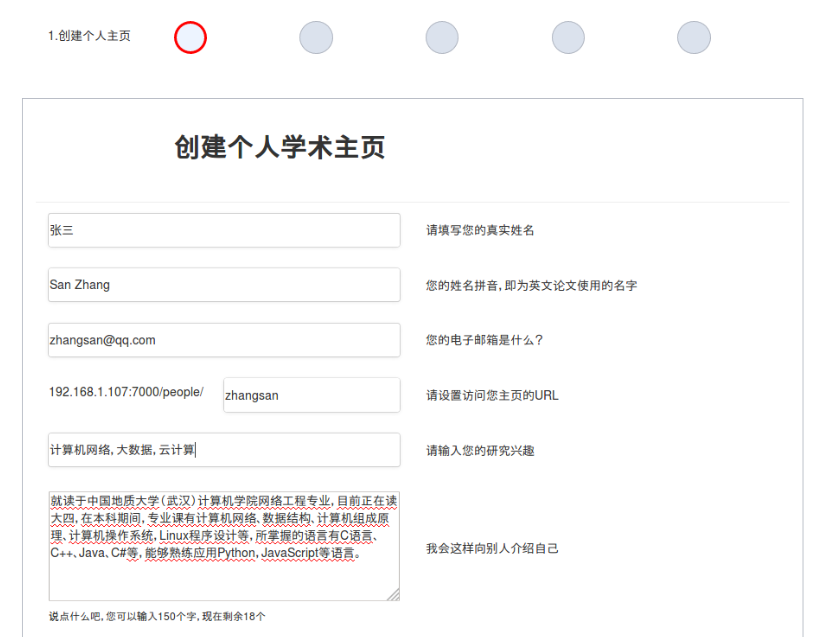 1.创建个人主页
创建个人学术主页
张三
请填写您的真实姓名
San Zhang
您的姓名拼音,即为英文论文使用的名字
zhangsan@qq.com
您的电子邮箱是什么?
192.168.1.107:7000/people/
zhangsan
请设置访问您主页的URL
计算机网络,大数据,云计算
请输入您的研究兴趣
就读于中国地质大学(武汉)计算机学院网络工程专业,目前正在读
大四,在本科期间,专业课有计算机网络、数据结构、计算机组成原
理、计算机操作系统,Linux程序设计等,所掌握的语言有C语言、
C++、Java、C#等,能够熟练应用Python,JavaScript等语言。
我会这样向别人介绍自己
说点什么吧,您可以输入150个字,现在剩余18个